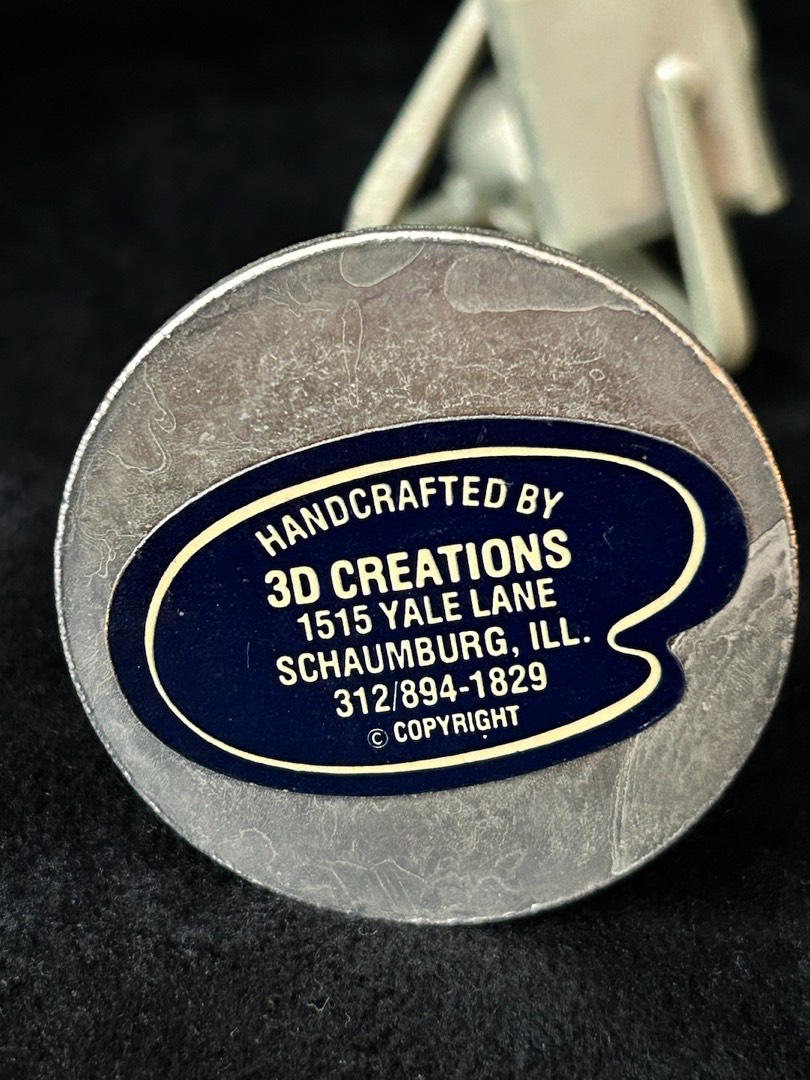 HANDCRAFTED BY
3D CREATIONS
1515 YALE LANE
SCHAUMBURG, ILL.
312/894-1829
© COPYRIGHT